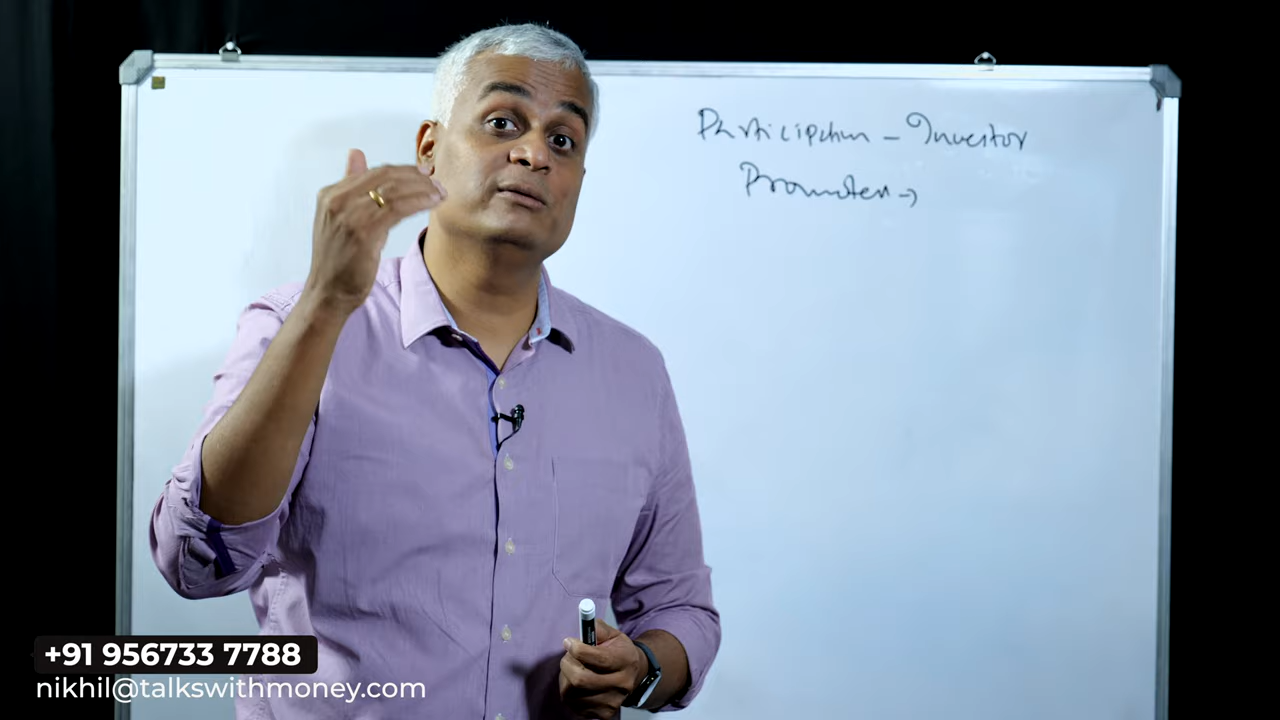 Participation - Investor
Promoter →
+91 956733 7788
nikhil@talkswithmoney.com